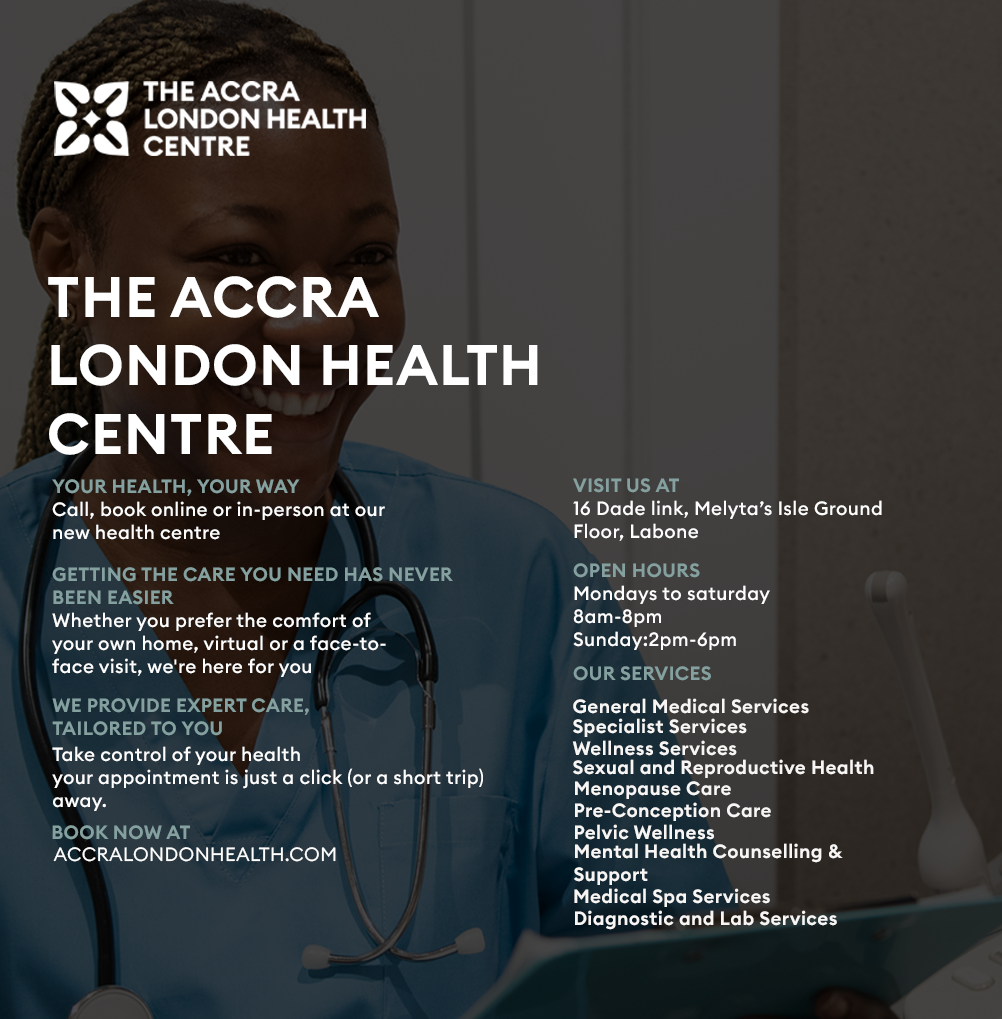 THE ACCRA
LONDON HEALTH
CENTRE
THE ACCRA
LONDON HEALTH
CENTRE
YOUR HEALTH, YOUR WAY
Call, book online or in-person at our
new health centre
GETTING THE CARE YOU NEED HAS NEVER
BEEN EASIER
Whether you prefer the comfort of
your own home, virtual or a face-to-
face visit, we're here for you
WE PROVIDE EXPERT CARE,
TAILORED TO YOU
Take control of your health
your appointment is just a click (or a short trip)
away.
BOOK NOW AT
ACCRALONDONHEALTH.COM
VISIT US AT
16 Dade link, Melyta’s Isle Ground
Floor, Labone
OPEN HOURS
Mondays to saturday
8am-8pm
Sunday:2pm-6pm
OUR SERVICES
General Medical Services
Specialist Services
Wellness Services
Sexual and Reproductive Health
Menopause Care
Pre-Conception Care
Pelvic Wellness
Mental Health Counselling &
Support
Medical Spa Services
Diagnostic and Lab Services